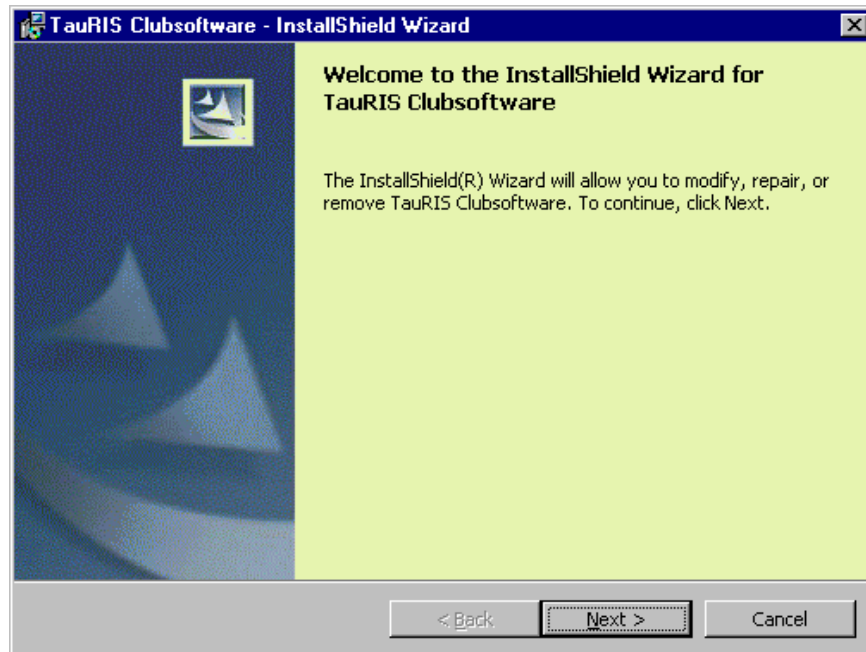 TauRIS Clubsoftware - InstallShield Wizard
Welcome to the InstallShield Wizard for
TauRIS Clubsoftware
The InstallShield(R) Wizard will allow you to modify, repair, or
remove TauRIS Clubsoftware. To continue, click Next.
< Back
Next >
Cancel